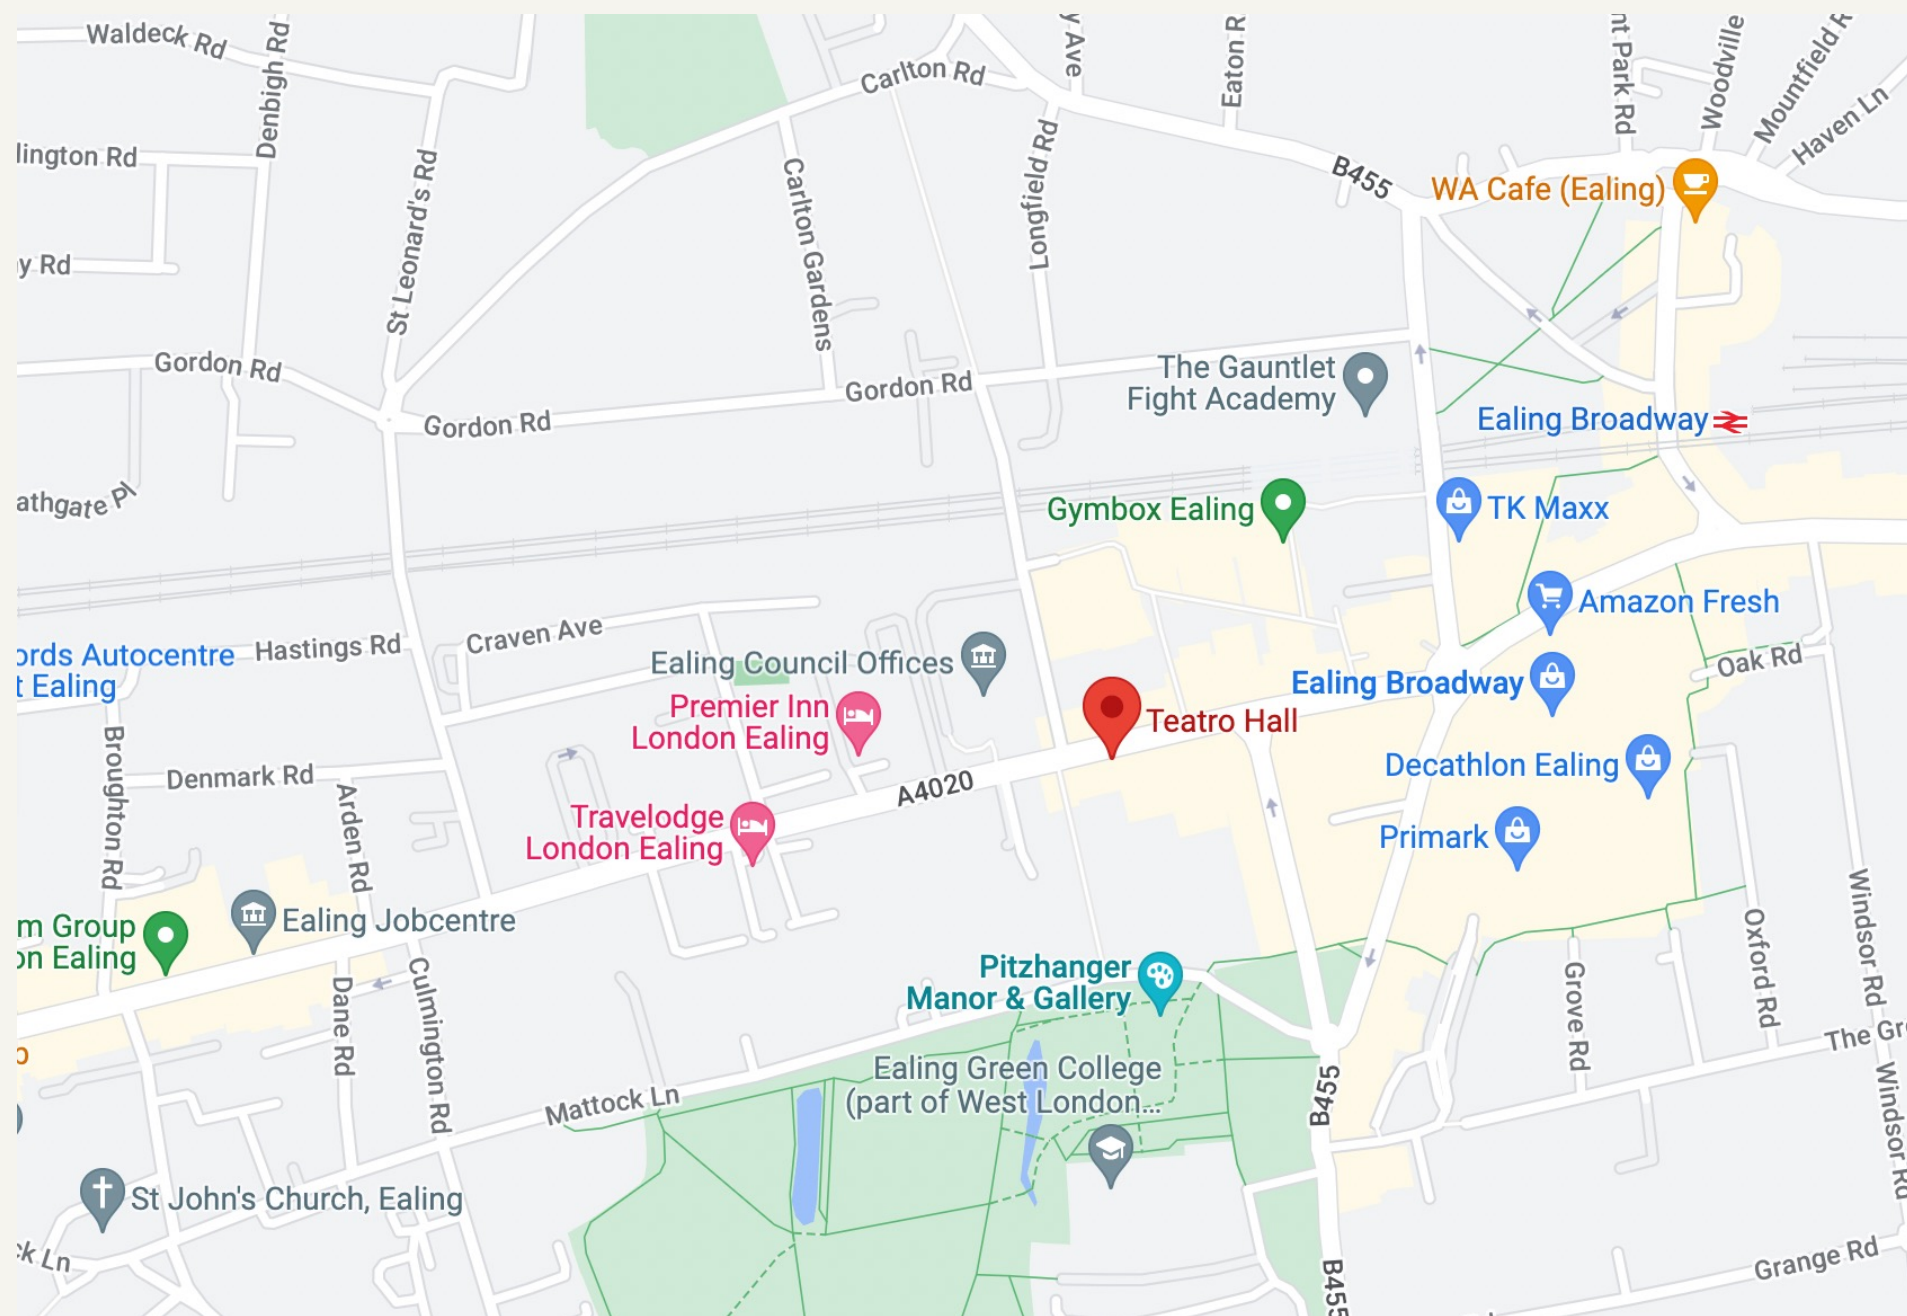 Waldeck Rd
Denbigh Rd
Carlton Rd
y Ave
Eaton R
nt Park Rd
Woodville
Mountfield R
Haven Ln
lington Rd
St Leonard's Rd
Carlton Gardens
Longfield Rd
B455
WA Cafe (Ealing)
y Rd
Gordon Rd
Gordon Rd
Gordon Rd
The Gauntlet
Fight Academy
Ealing Broadway
athgate Pl
Gymbox Ealing
TK Maxx
Amazon Fresh
ords Autocentre
t Ealing
Hastings Rd
Craven Ave
Ealing Council Offices
Oak Rd
Ealing Broadway
Premier Inn
London Ealing
Teatro Hall
Broughton Rd
Denmark Rd
Arden Rd
A4020
Decathlon Ealing
Travelodge
London Ealing
Primark
m Group
on Ealing
Ealing Jobcentre
Windsor Rd
Oxford Rd
Dane Rd
Culmington Rd
Pitzhanger
Manor & Gallery
Grove Rd
The Gr
Ealing Green College
(part of West London...
B455
Mattock Ln
Windsor Rd
St John's Church, Ealing
ck Ln
B455
Grange Rd